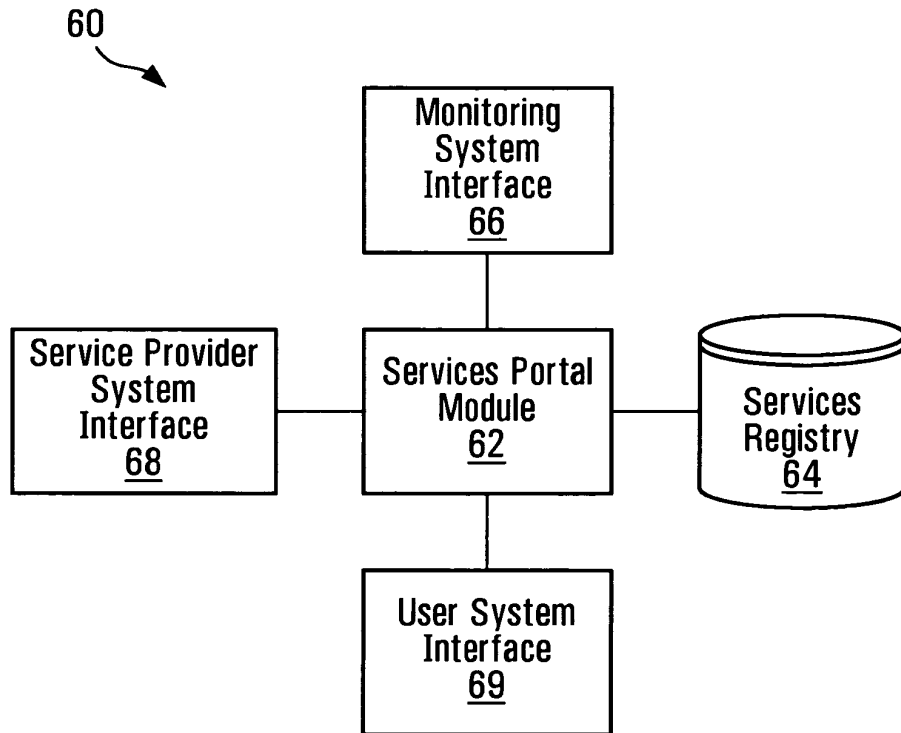 60
Monitoring
System
Interface
66
Service Provider
System
Interface
68
Services Portal
Module
62
Services
Registry
64
User System
Interface
69